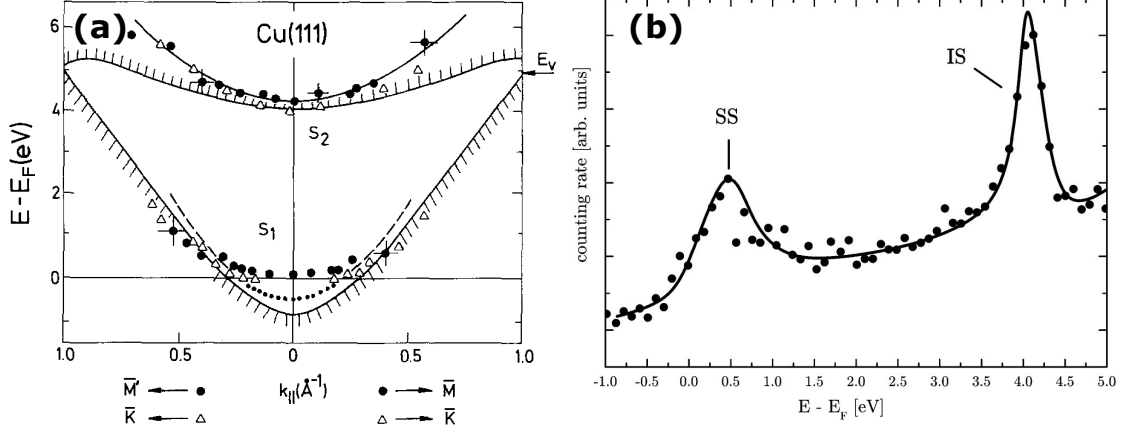 (a)
Cu(111)
E - E_F (eV)
6
4
2
0
E_v
S_2
S_1
1.0
0.5
0
0.5
1.0
k_||(Å⁻¹)
M̄' ← ●
● → M̄
K̄ ← △
△ → K̄
(b)
counting rate [arb. units]
IS
SS
-1.0
-0.5
0.0
0.5
1.0
1.5
2.0
2.5
3.0
3.5
4.0
4.5
5.0
E - E_F [eV]